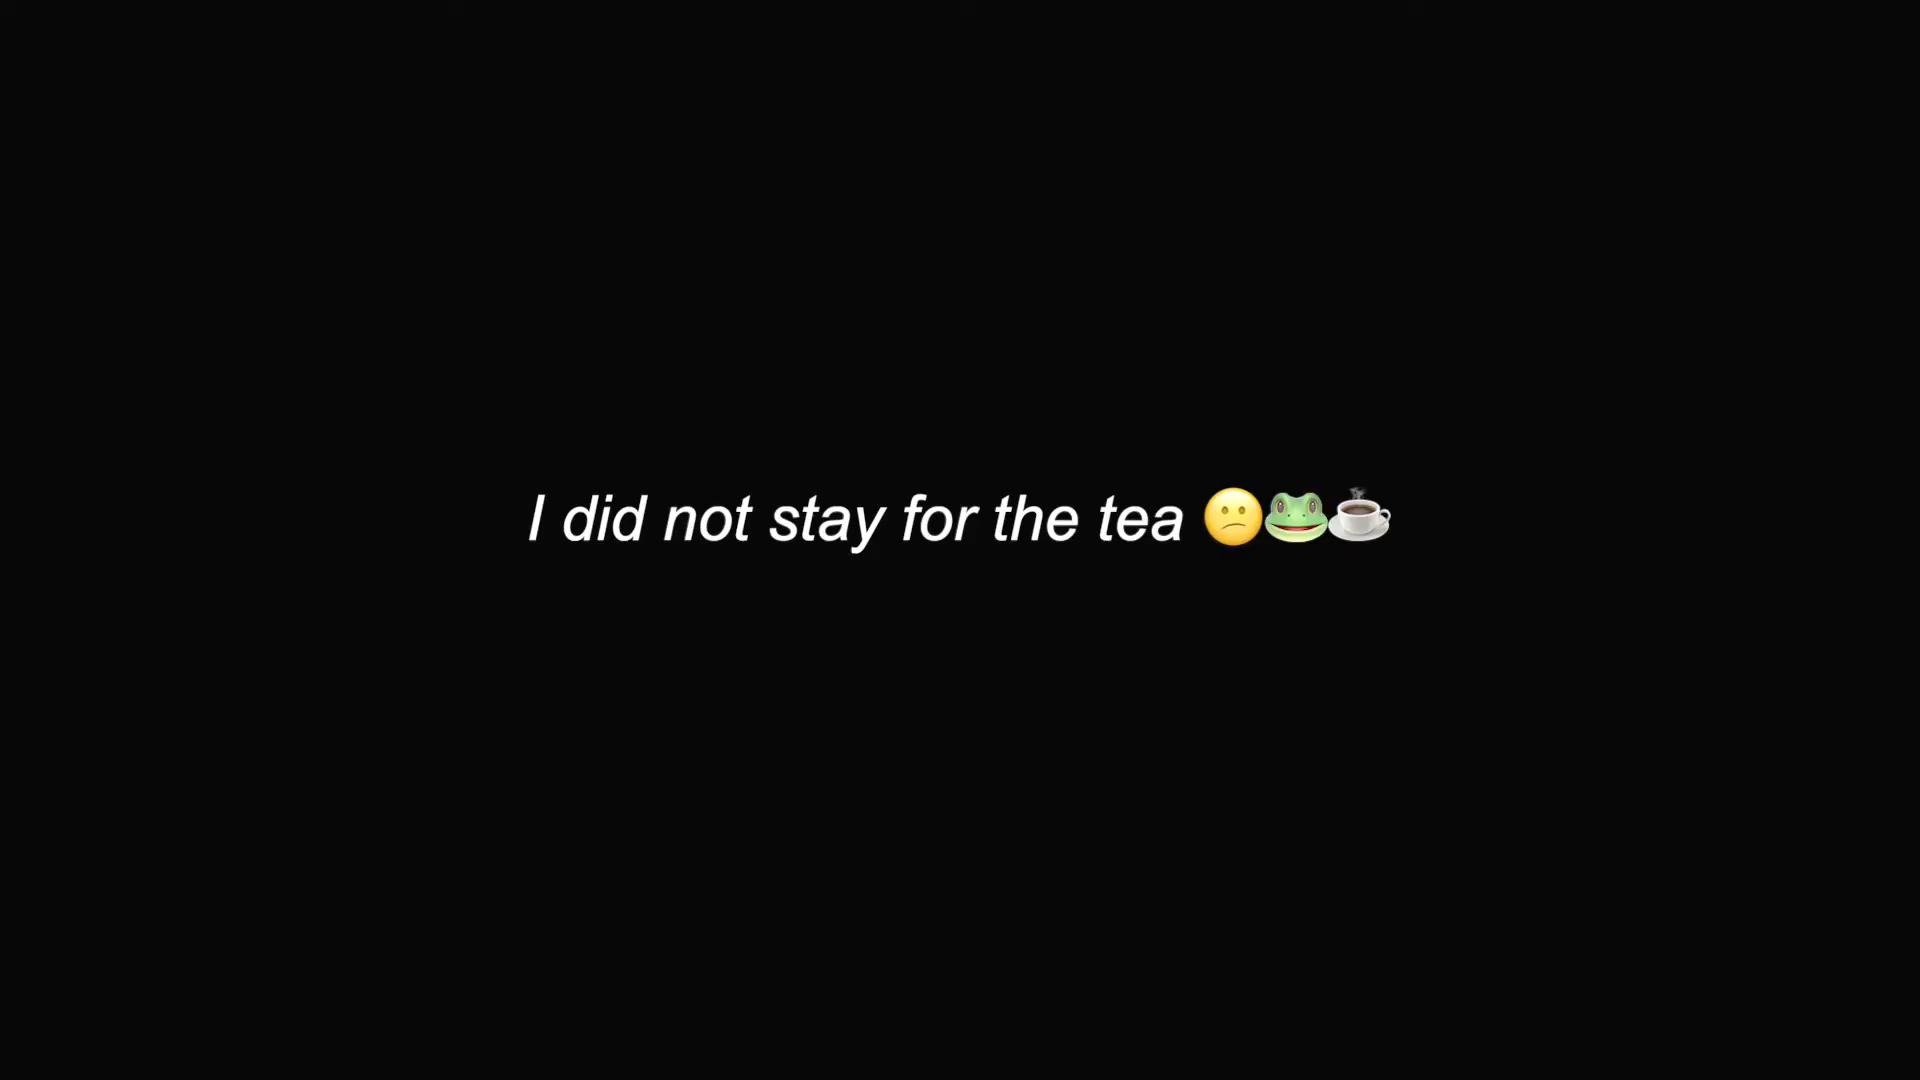 I did not stay for the tea 😕🐸☕